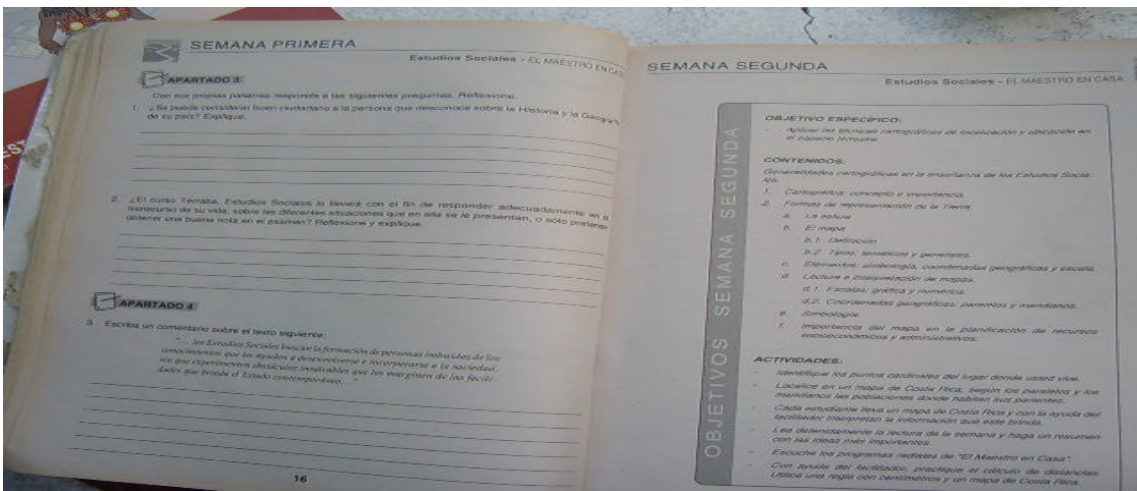 SEMANA PRIMERA
Estudios Sociales - EL MAESTRO EN CASA
APARTADO 3
Con sus propias palabras responda a las siguientes preguntas. Reflexione.
1. ¿Se puede considerar buen ciudadano a la persona que desconoce sobre la Historia y la Geografía
de su país? Explique.
2. ¿El curso Térraba, Estudios Sociales lo llevará con el fin de responder adecuadamente en el
transcurso de su vida, sobre las diferentes situaciones que en ella se le presentan, o sólo pretende
obtener una buena nota en el examen? Reflexione y explique.
APARTADO 4
3. Escriba un comentario sobre el texto siguiente:
"... los Estudios Sociales buscan la formación de personas imbuidas de los
conocimientos que les ayuden a desenvolverse e incorporarse a la sociedad,
sin que experimenten obstáculos insalvables que les marginen de las facili-
dades que brinda el Estado contemporáneo..."
16
SEMANA SEGUNDA
Estudios Sociales - EL MAESTRO EN CASA
OBJETIVOS SEMANA SEGUNDA
OBJETIVO ESPECÍFICO:
- Aplicar las técnicas cartográficas de localización y ubicación en
el espacio terrestre.
CONTENIDOS:
Generalidades cartográficas en la enseñanza de los Estudios Socia-
les.
1. Cartográfica: concepto e importancia.
2. Formas de representación de la Tierra.
a. La esfera
b. El mapa
b.1. Definición
b.2. Tipos: temáticos y generales.
c. Elementos: simbología, coordenadas geográficas y escala.
d. Lectura e interpretación de mapas.
d.1. Escalas, gráfica y numérica.
d.2. Coordenadas geográficas: paralelos y meridianos.
e. Simbología
f. Importancia del mapa en la planificación de recursos
socioeconómicos y administrativos.
ACTIVIDADES:
- Identifique los puntos cardinales del lugar donde usted vive.
- Localice en un mapa de Costa Rica, según los paralelos y los
meridianos las poblaciones donde habiten sus parientes.
- Cada estudiante lleva un mapa de Costa Rica y con la ayuda del
facilitador interpretan la información que este brinda.
- Lea detenidamente la lectura de la semana y haga un resumen
con las ideas más importantes.
- Escuche los programas radiales de "El Maestro en Casa".
- Con ayuda del facilitador, practique el cálculo de distancias.
Utilice una regla con centímetros y un mapa de Costa Rica.